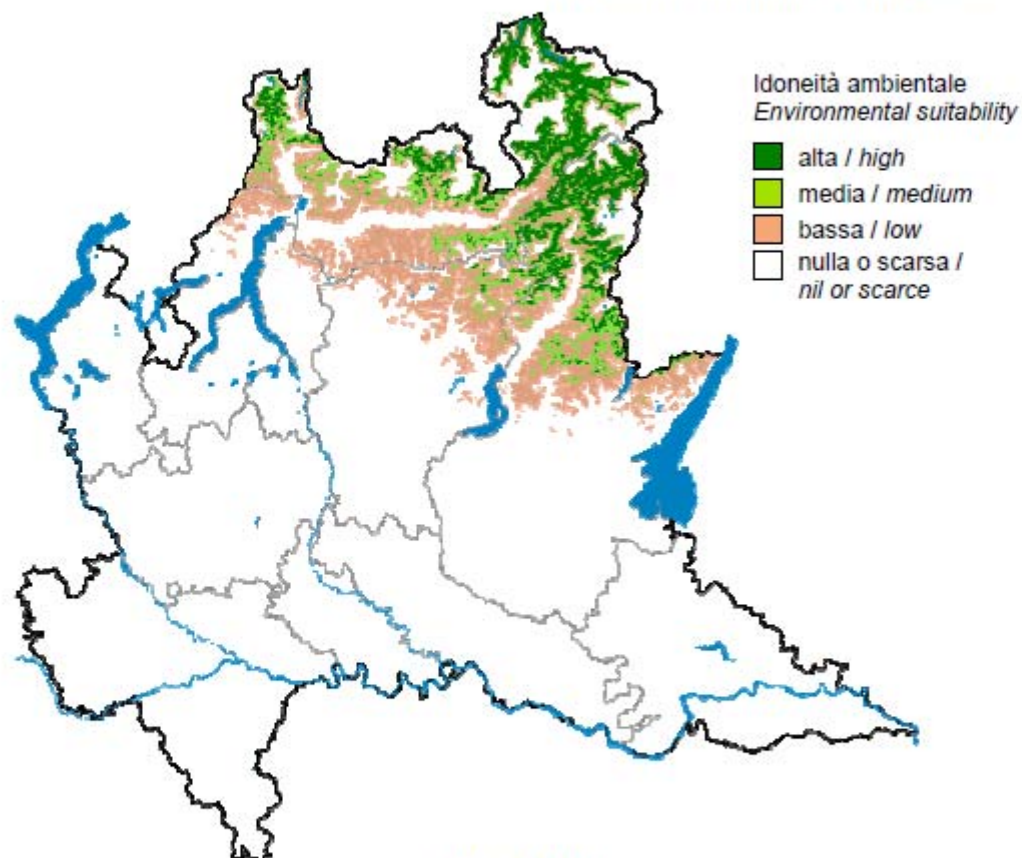 Idoneità ambientale
Environmental suitability
alta / high
media / medium
bassa / low
nulla o scarsa /
nil or scarce